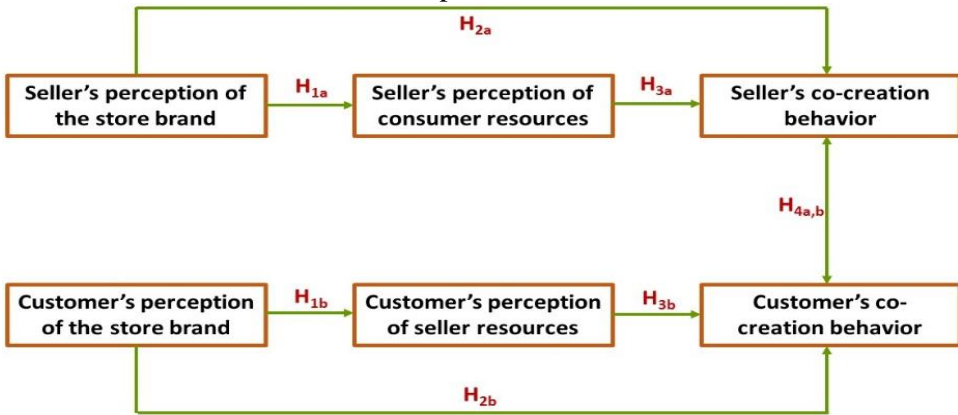 H2a
Seller's perception of
the store brand
H1a
Seller's perception of
consumer resources
H3a
Seller's co-creation
behavior
H4a,b
Customer's perception
of the store brand
H1b
Customer's perception
of seller resources
H3b
Customer's co-
creation behavior
H2b